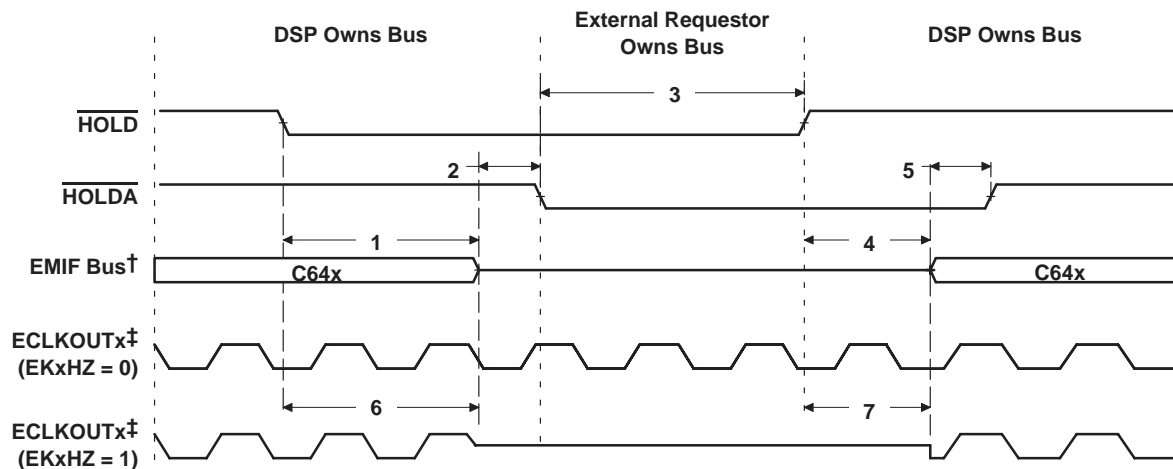 DSP Owns Bus
External Requestor
Owns Bus
DSP Owns Bus
3
HOLD
2
5
HOLDA
1
4
EMIF Bus†
C64x
C64x
ECLKOUTx‡
(EKxHZ = 0)
6
7
ECLKOUTx‡
(EKxHZ = 1)